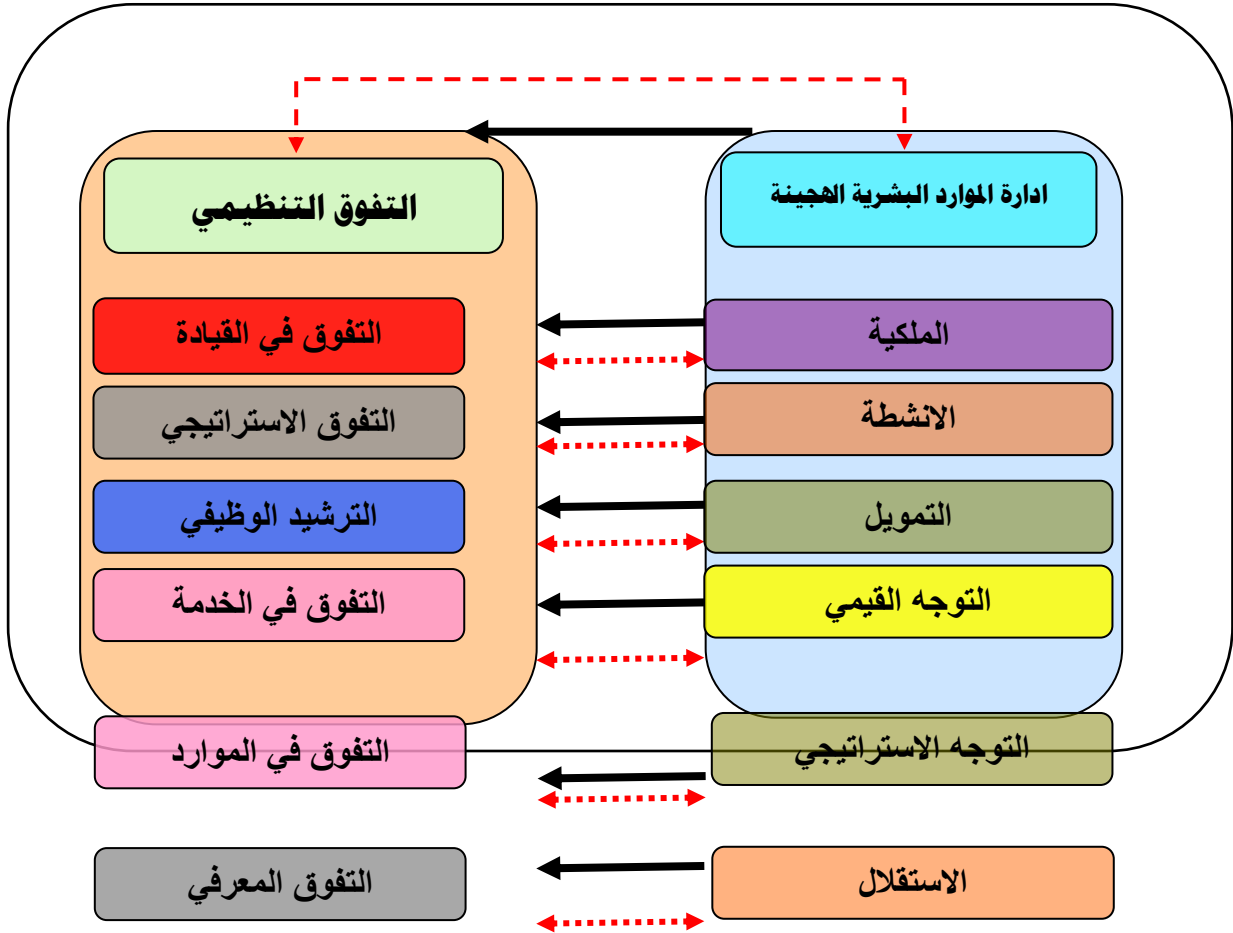 ادارة الموارد البشرية الهجينة
التفوق التنظيمي
الملكية
التفوق في القيادة
الانشطة
التفوق الاستراتيجي
التمويل
الترشيد الوظيفي
التوجه القيمي
التفوق في الخدمة
التوجه الاستراتيجي
التفوق في الموارد
الاستقلال
التفوق المعرفي